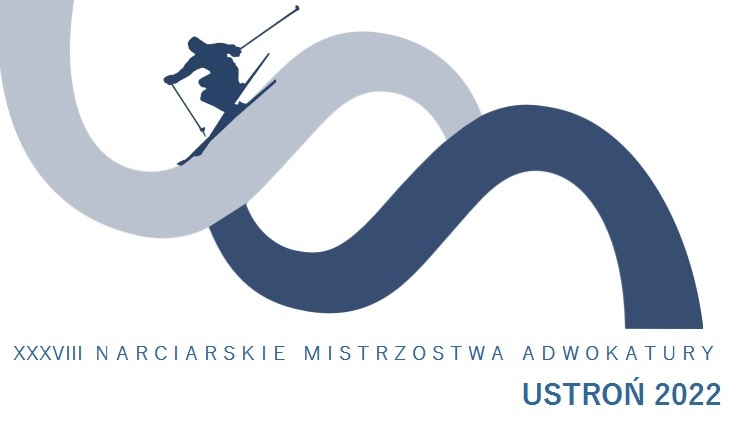 XXXVIII NARCIARSKIE MISTRZOSTWA ADWOKATURY
USTROŃ 2022